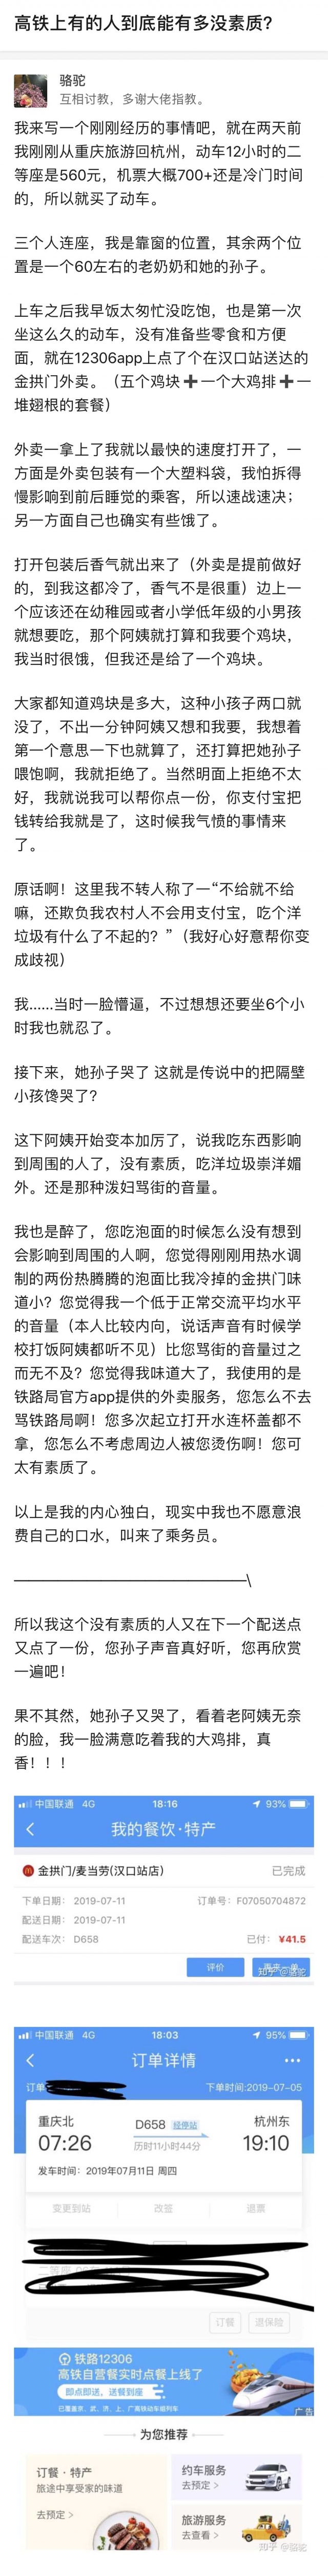 高铁上有的人到底能有多没素质？
骆驼
互相讨教，多谢大佬指教。
我来写一个刚刚经历的事情吧，就在两天前
我刚刚从重庆旅游回杭州，动车12小时的二
等座是560元，机票大概700+还是冷门时间
的，所以就买了动车。
三个人连座，我是靠窗的位置，其余两个位
置是一个60左右的老奶奶和她的孙子。
上车之后我早饭太匆忙没吃饱，也是第一次
坐这么久的动车，没有准备些零食和方便
面，就在12306app上点了个在汉口站送达的
金拱门外卖。（五个鸡块➕一个大鸡排➕一
堆翅根的套餐）
外卖一拿上了我就以最快的速度打开了，一
方面是外卖包装有一个大塑料袋，我怕拆得
慢影响到前后睡觉的乘客，所以速战速决；
另一方面自己也确实有些饿了。
打开包装后香气就出来了（外卖是提前做好
的，到我这都冷了，香气不是很重）边上一
个应该还在幼稚园或者小学低年级的小男孩
就想要吃，那个阿姨就打算和我要个鸡块，
我当时很饿，但我还是给了一个鸡块。
大家都知道鸡块是多大，这种小孩子两口就
没了，不出一分钟阿姨又想和我要，我想着
第一个意思一下也就算了，还打算把她孙子
喂饱啊，我就拒绝了。当然明面上拒绝不太
好，我就说我可以帮你点一份，你支付宝把
钱转给我就是了，这时候我气愤的事情来
了。
原话啊！这里我不转人称了一“不给就不给
嘛，还欺负我农村人不会用支付宝，吃个洋
垃圾有什么了不起的？”（我好心好意帮你变
成歧视）
我......当时一脸懵逼，不过想想还要坐6个小
时我也就忍了。
接下来，她孙子哭了 这就是传说中的把隔壁
小孩馋哭了？
这下阿姨开始变本加厉了，说我吃东西影响
到周围的人了，没有素质，吃洋垃圾崇洋媚
外。还是那种泼妇骂街的音量。
我也是醉了，您吃泡面的时候怎么没有想到
会影响到周围的人啊，您觉得刚刚用热水调
制的两份热腾腾的泡面比我冷掉的金拱门味
道小？您觉得我一个低于正常交流平均水平
的音量（本人比较内向，说话声音有时候学
校打饭阿姨都听不见）比您骂街的音量过之
而无不及？您觉得我味道大了，我使用的是
铁路局官方app提供的外卖服务，您怎么不去
骂铁路局啊！您多次起立打开水连杯盖都不
拿，您怎么不考虑周边人被您烫伤啊！您可
太有素质了。
以上是我的内心独白，现实中我也不愿意浪
费自己的口水，叫来了乘务员。
————————————————\
所以我这个没有素质的人又在下一个配送点
又点了一份，您孙子声音真好听，您再欣赏
一遍吧！
果不其然，她孙子又哭了，看着老阿姨无奈
的脸，我一脸满意吃着我的大鸡排，真
香！！！
中国联通 4G 18:16 93%
我的餐饮·特产
金拱门/麦当劳(汉口站店) 已完成
下单日期： 2019-07-11 订单号：F07050704872
配送日期： 2019-07-11
配送车次： D658 已付：¥41.5
评价 再来一单
知乎 @骆驼
中国联通 4G 18:03 95%
订单详情
订单 下单时间:2019-07-05
重庆北 D658 经停站 杭州东
07:26 历时11小时44分 19:10
发车时间：2019年07月11日 周四
变更到站 改签 退票
订餐 退保险
铁路12306
高铁自营餐实时点餐上线了
即点即送，送餐到座
广告
为您推荐
订餐·特产
旅途中享受家的味道
去预定 >
约车服务
去预定 >
旅游服务
去查看 >
知乎 @骆驼